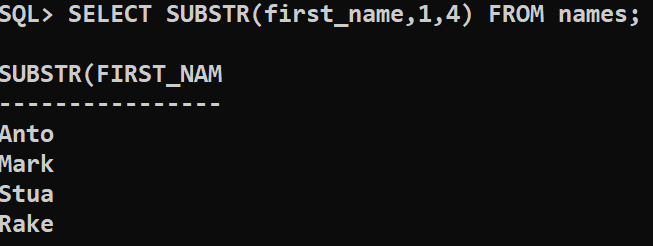 SQL> SELECT SUBSTR(first_name,1,4) FROM names;
SUBSTR(FIRST_NAM
----------------
Anto
Mark
Stua
Rake